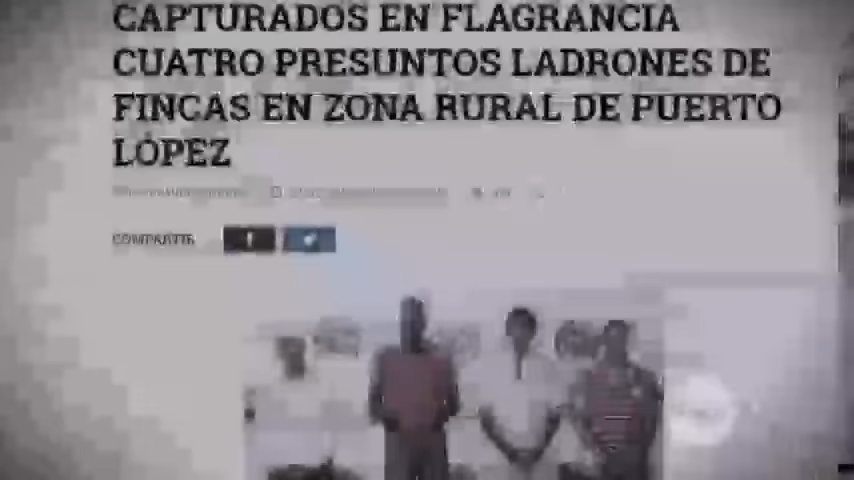 CAPTURADOS EN FLAGRANCIA
CUATRO PRESUNTOS LADRONES DE
FINCAS EN ZONA RURAL DE PUERTO
LÓPEZ
COMPARTIR